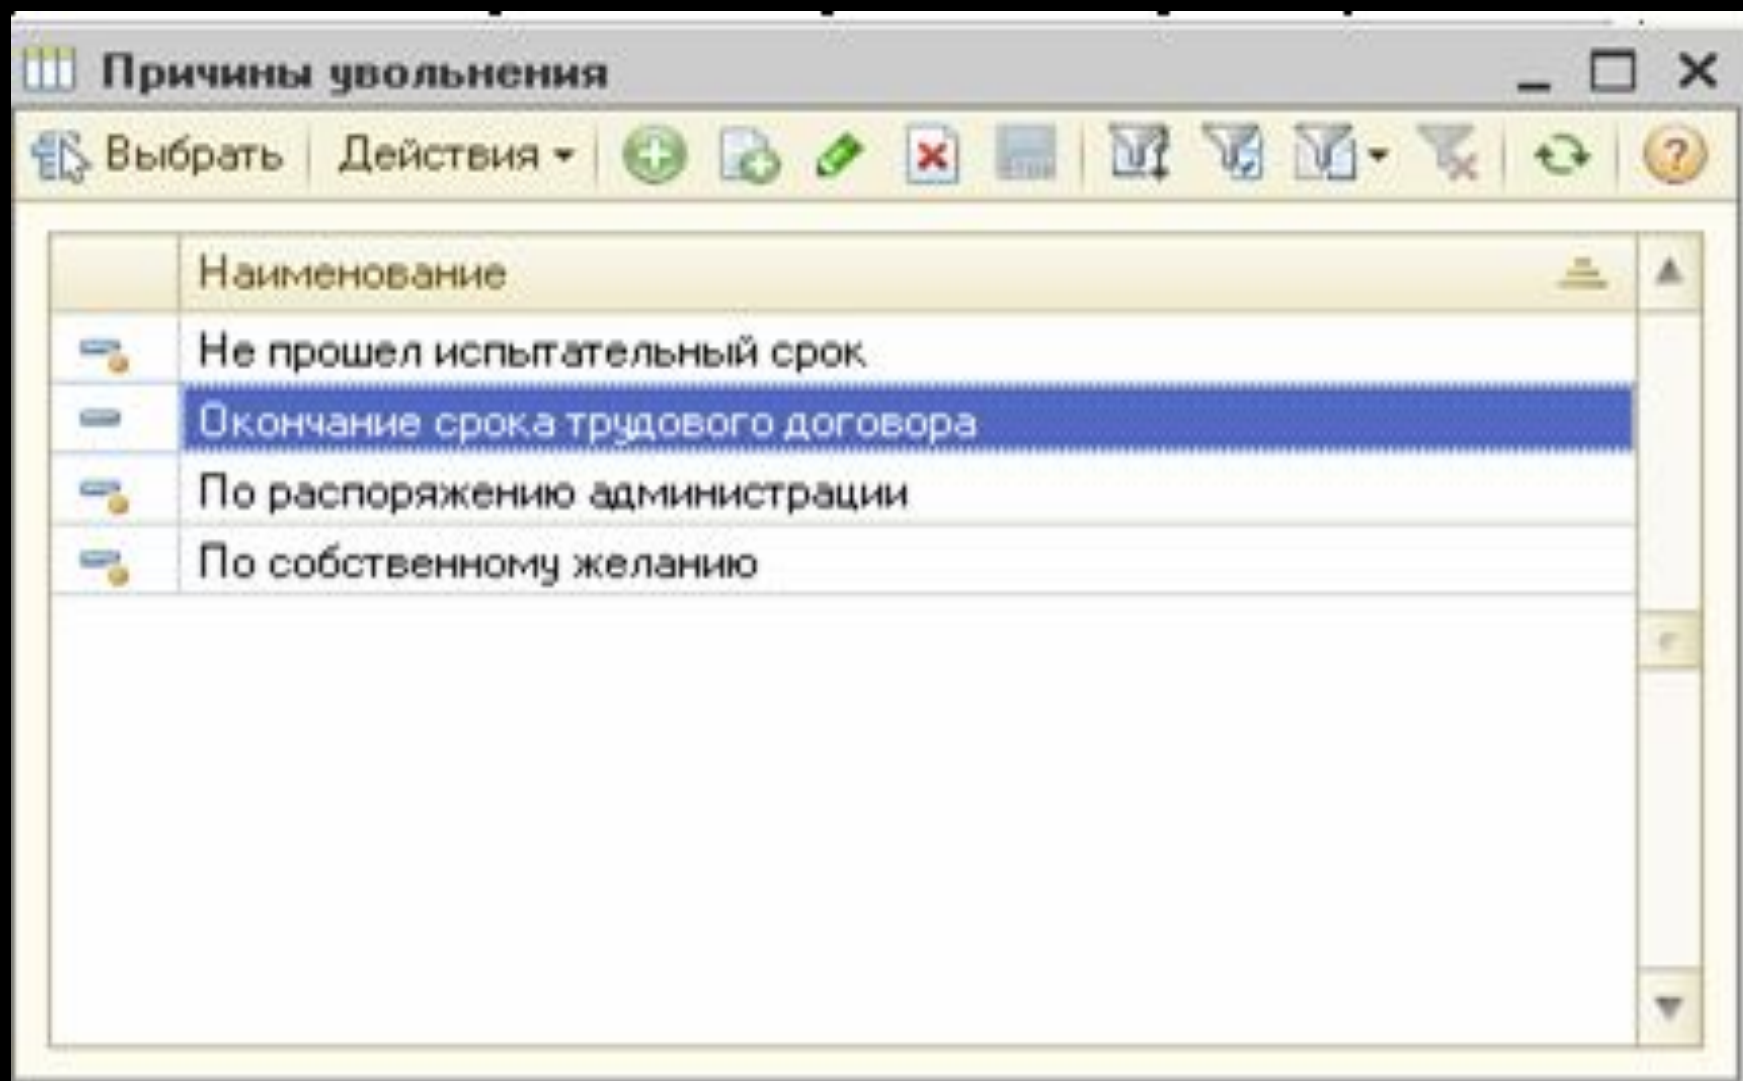 Причины увольнения
Выбрать Действия
Наименование
Не прошел испытательный срок
Окончание срока трудового договора
По распоряжению администрации
По собственному желанию